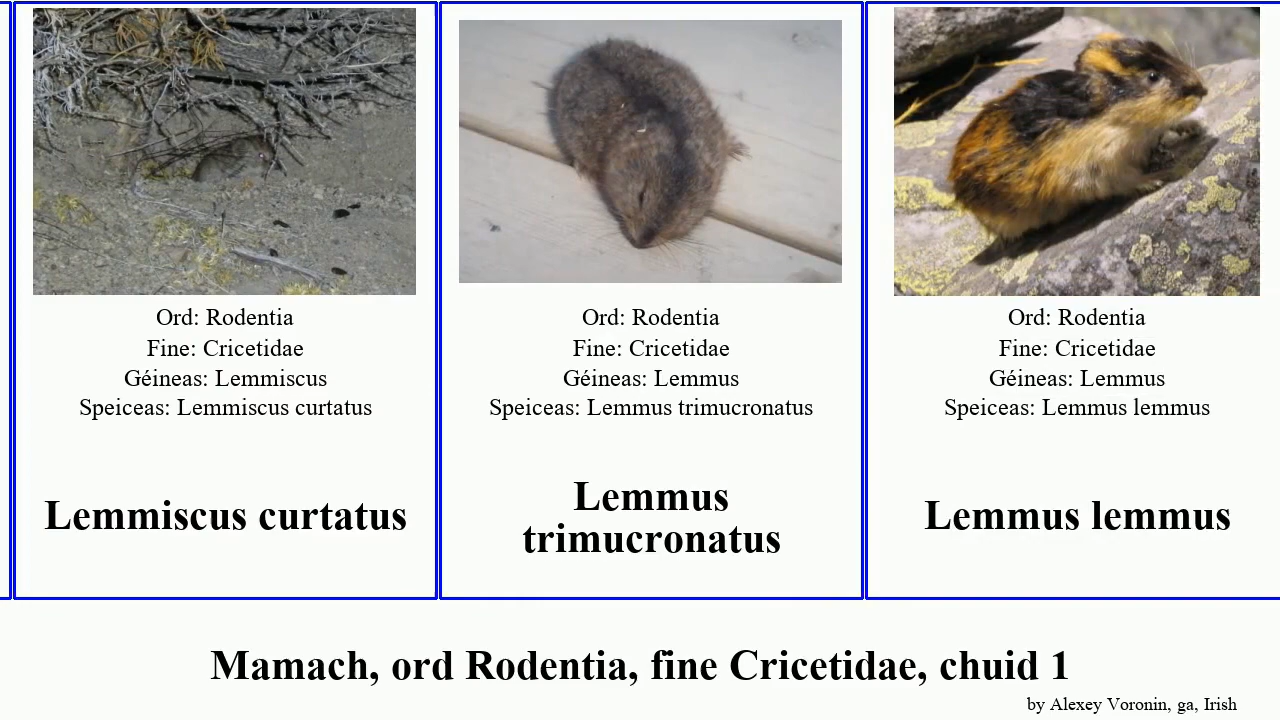 Ord: Rodentia
Fine: Cricetidae
Géineas: Lemmiscus
Speiceas: Lemmiscus curtatus
Lemmiscus curtatus
Ord: Rodentia
Fine: Cricetidae
Géineas: Lemmus
Speiceas: Lemmus trimucronatus
Lemmus
trimucronatus
Ord: Rodentia
Fine: Cricetidae
Géineas: Lemmus
Speiceas: Lemmus lemmus
Lemmus lemmus
Mamach, ord Rodentia, fine Cricetidae, chuid 1
by Alexey Voronin, ga, Irish